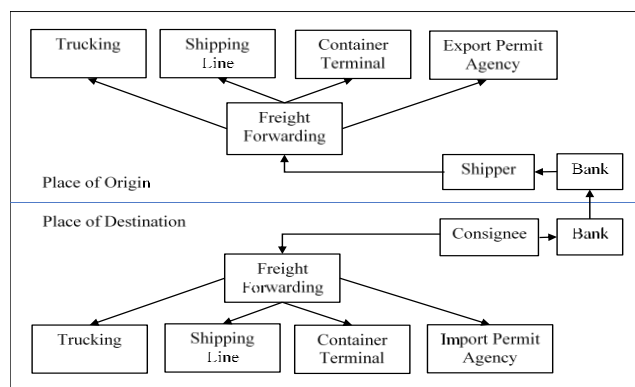 Trucking
Shipping
Line
Container
Terminal
Export Permit
Agency
Freight
Forwarding
Shipper
Bank
Place of Origin
Place of Destination
Consignee
Bank
Freight
Forwarding
Trucking
Shipping
Line
Container
Terminal
Import Permit
Agency